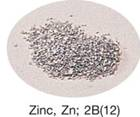 Zinc, Zn; 2B(12)